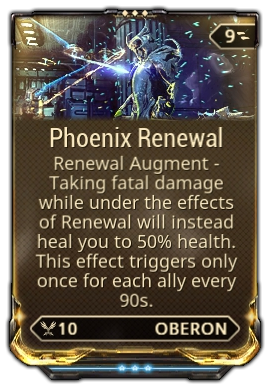 9
Phoenix Renewal
Renewal Augment -
Taking fatal damage
while under the effects
of Renewal will instead
heal you to 50% health.
This effect triggers only
once for each ally every
90s.
10 OBERON